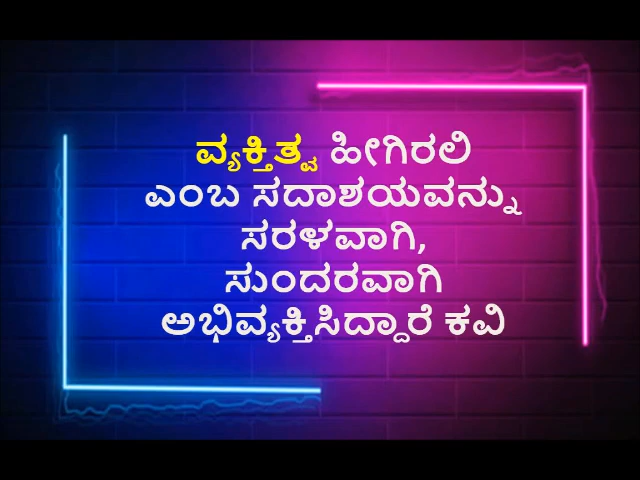 ವ್ಯಕ್ತಿತ್ವ ಹೀಗಿರಲಿ
ಎಂಬ ಸದಾಶಯವನ್ನು
ಸರಳವಾಗಿ,
ಸುಂದರವಾಗಿ
ಅಭಿವ್ಯಕ್ತಿಸಿದ್ದಾರೆ ಕವಿ